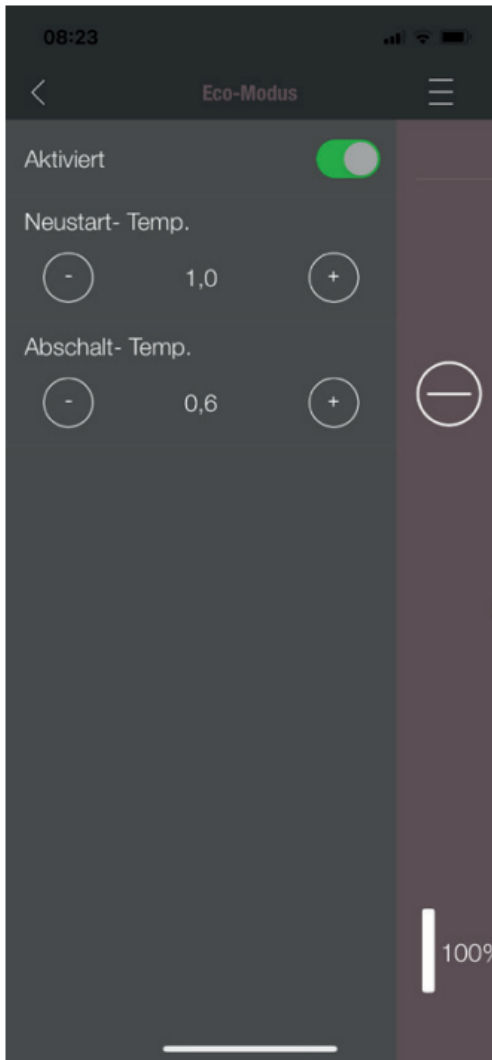 08:23
Eco-Modus
Aktiviert
Neustart- Temp.
- 1,0 +
Abschalt- Temp.
- 0,6 +
100%